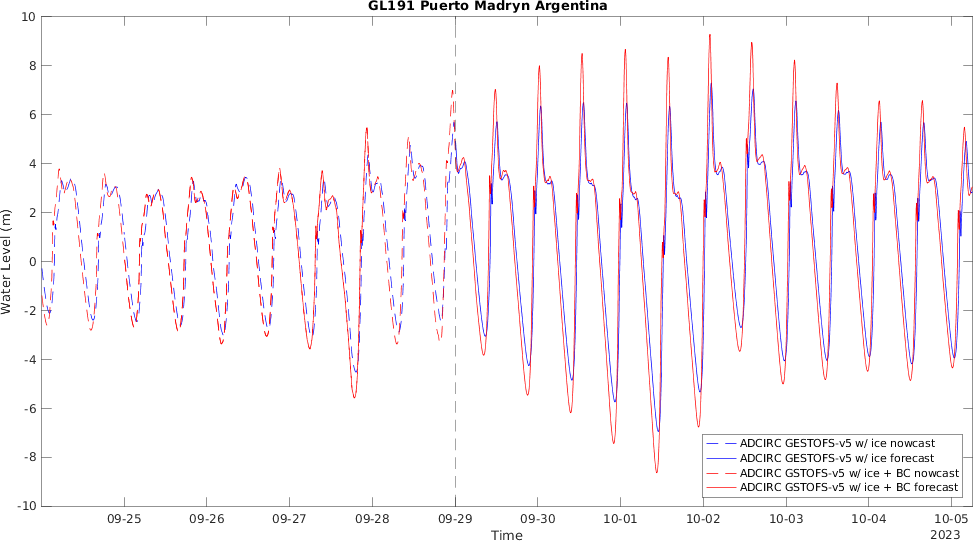 GL191 Puerto Madryn Argentina
10
8
6
4
2
0
-2
-4
-6
-8
-10
Water Level (m)
ADCIRC GESTOFS-v5 w/ ice nowcast
ADCIRC GESTOFS-v5 w/ ice forecast
ADCIRC GSTOFS-v5 w/ ice + BC nowcast
ADCIRC GSTOFS-v5 w/ ice + BC forecast
09-25 09-26 09-27 09-28 09-29 09-30 10-01 10-02 10-03 10-04 10-05
2023
Time